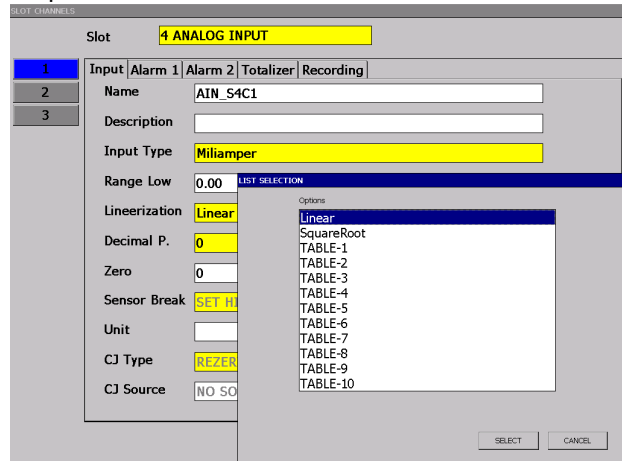 SLOT CHANNELS
Slot 4 ANALOG INPUT
1 Input Alarm 1 Alarm 2 Totalizer Recording
2 Name AIN_S4C1
3 Description
Input Type Miliamper
Range Low 0.00
LIST SELECTION
Options
Lineerization Linear
Linear
SquareRoot
Decimal P. 0
TABLE-1
TABLE-2
Zero 0
TABLE-3
TABLE-4
Sensor Break SET HI
TABLE-5
TABLE-6
Unit
TABLE-7
TABLE-8
CJ Type REZER
TABLE-9
TABLE-10
CJ Source NO SO
SELECT CANCEL